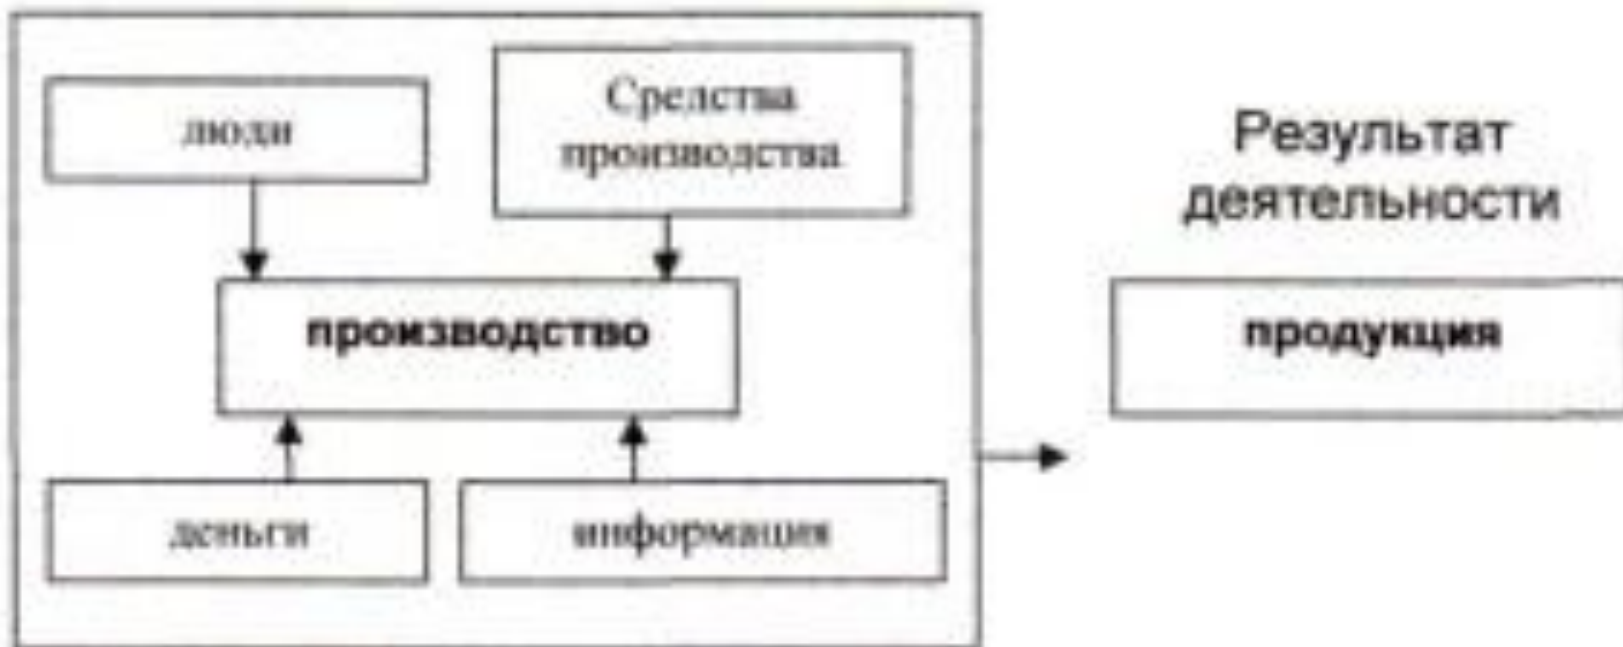 люди
Средства
производства
Результат
деятельности
производство
продукция
деньги
информация